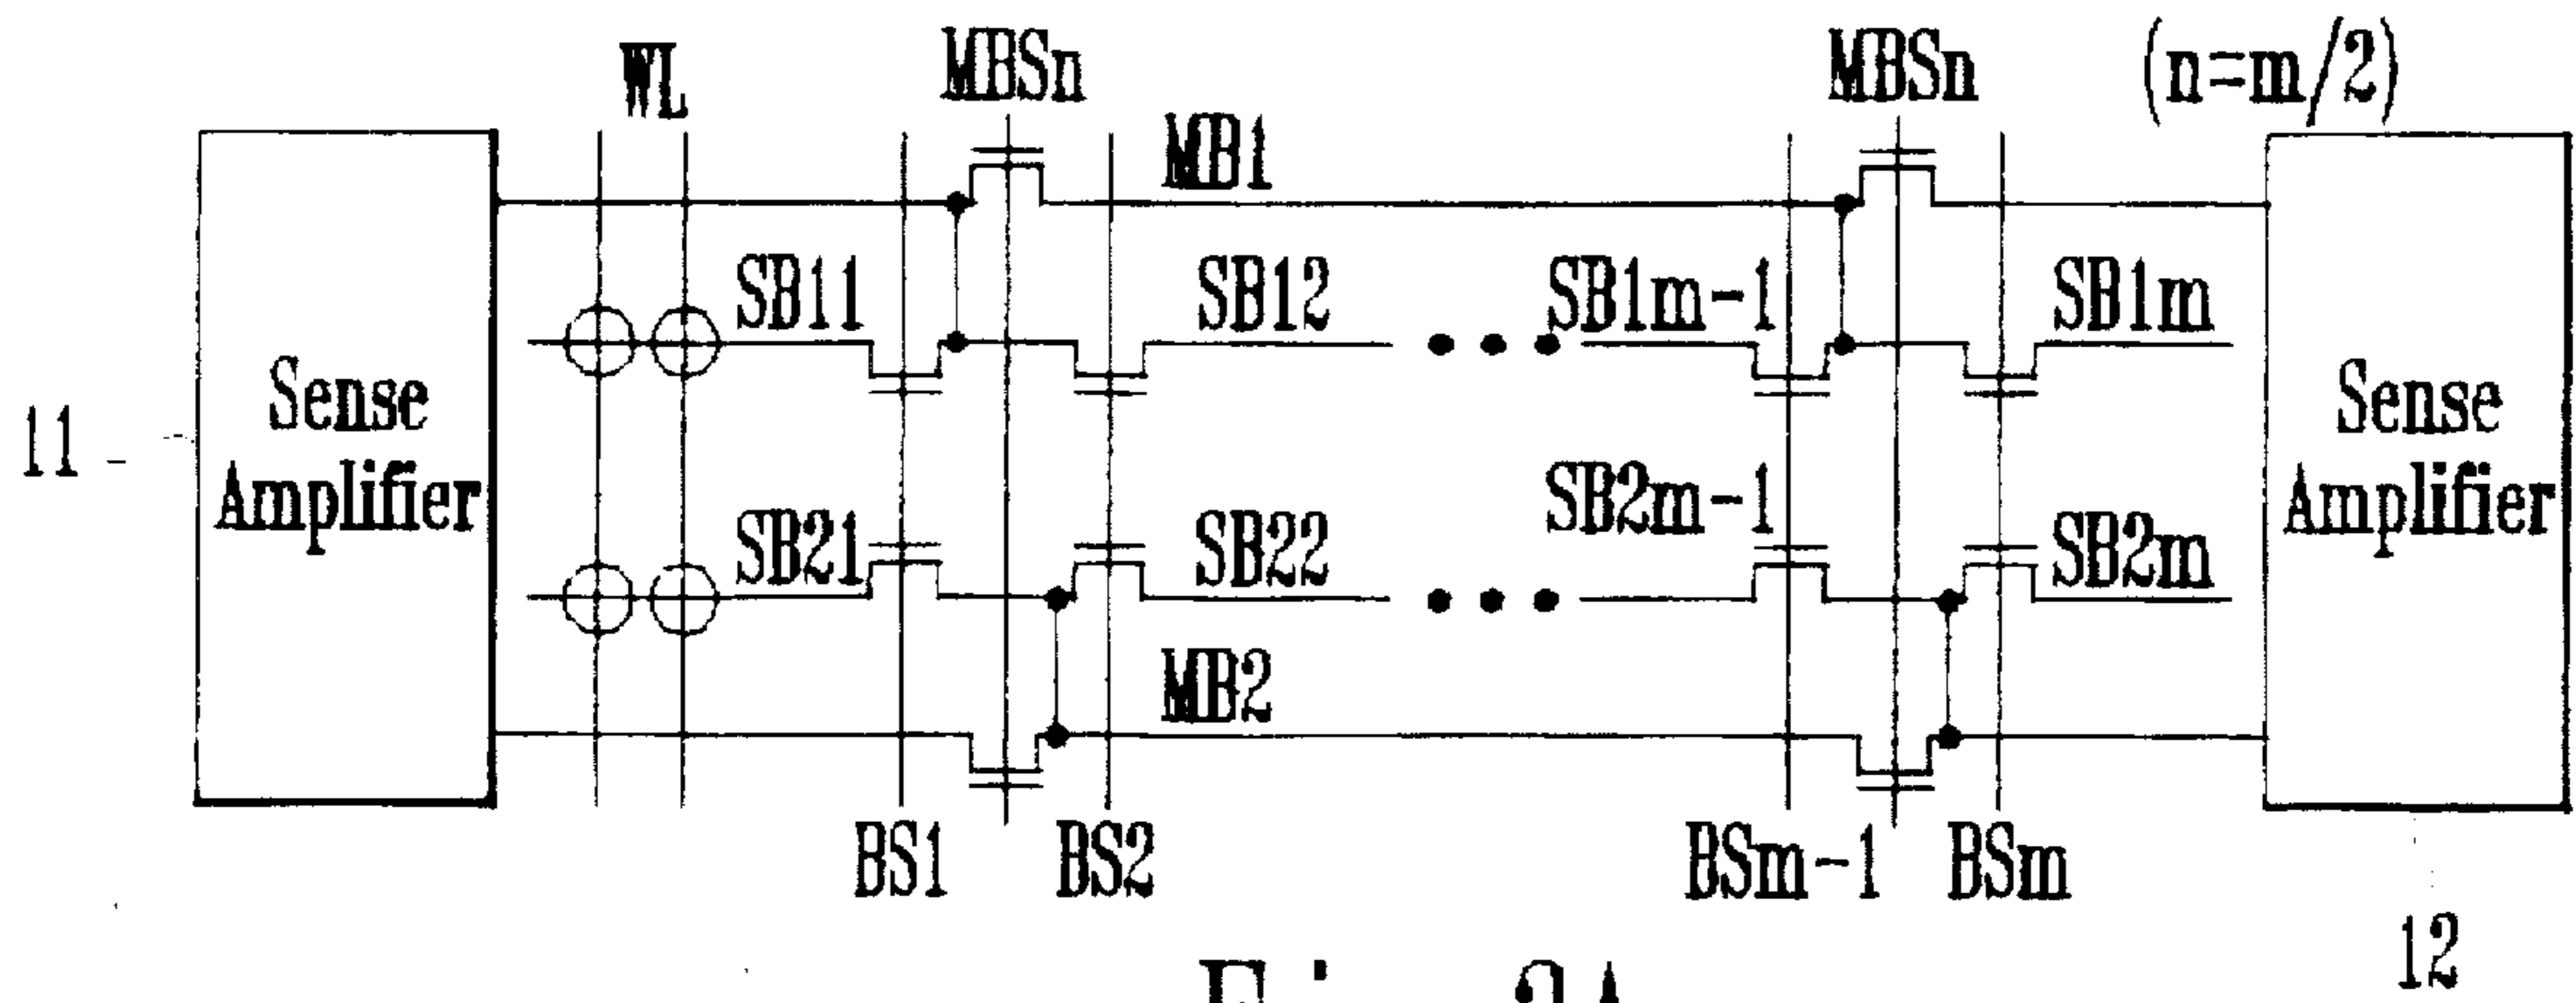 WL
MBSn
MBSn
(n=m/2)
MB1
SB11
SB12
SB1m-1
SB1m
Sense
Amplifier
Sense
Amplifier
11
SB21
SB22
SB2m-1
SB2m
MB2
BS1
BS2
BSm-1
BSm
12